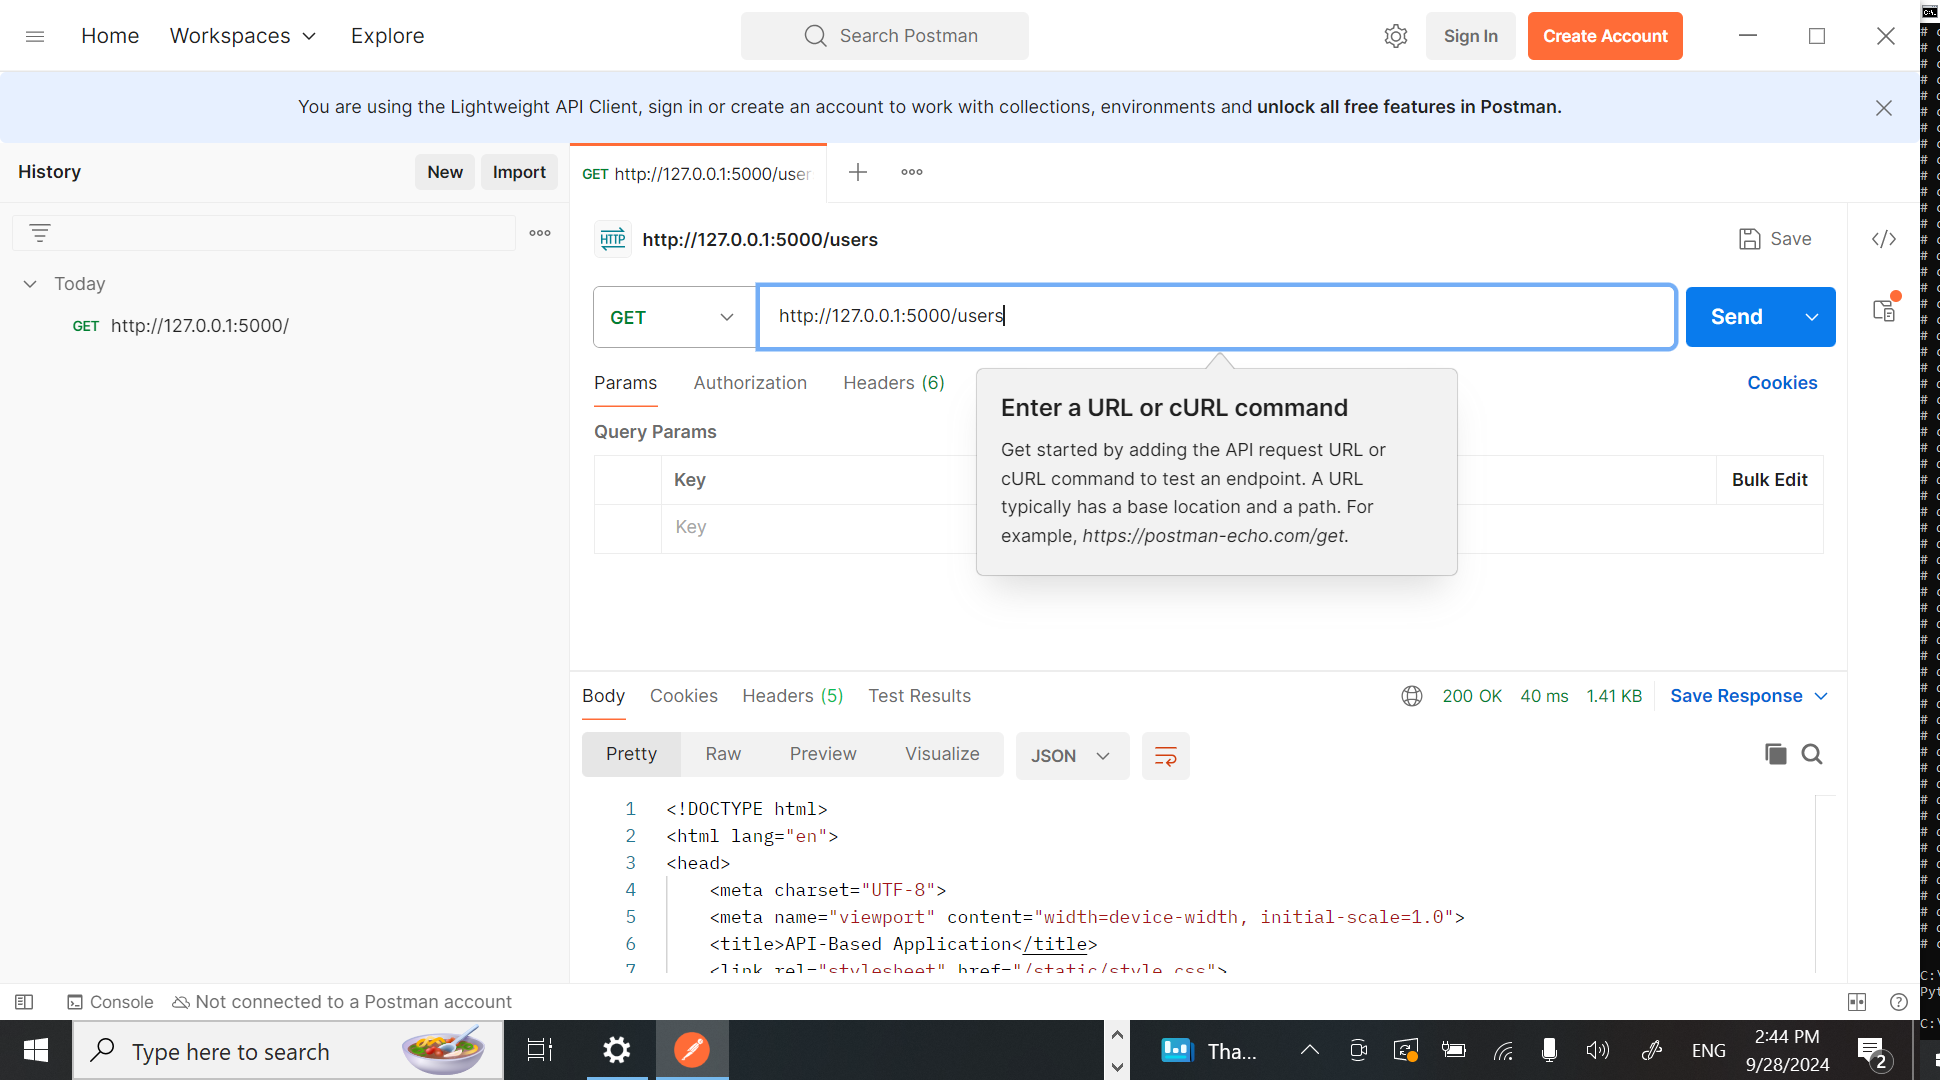 Home
Workspaces
Explore
Search Postman
Sign In
Create Account
You are using the Lightweight API Client, sign in or create an account to work with collections, environments and unlock all free features in Postman.
History
New
Import
GET http://127.0.0.1:5000/user
HTTP
http://127.0.0.1:5000/users
Save
</>
Today
GET http://127.0.0.1:5000/
GET
http://127.0.0.1:5000/users
Send
Params
Authorization
Headers (6)
Cookies
Enter a URL or cURL command
Get started by adding the API request URL or
cURL command to test an endpoint. A URL
typically has a base location and a path. For
example, https://postman-echo.com/get.
Query Params
Key
Bulk Edit
Key
Body
Cookies
Headers (5)
Test Results
200 OK
40 ms
1.41 KB
Save Response
Pretty
Raw
Preview
Visualize
JSON
1 <!DOCTYPE html>
2 <html lang="en">
3 <head>
4 <meta charset="UTF-8">
5 <meta name="viewport" content="width=device-width, initial-scale=1.0">
6 <title>API-Based Application</title>
7 <link rel="stylesheet" href="/static/style.css">
Console
Not connected to a Postman account
Type here to search
Tha...
ENG
2:44 PM
9/28/2024
2